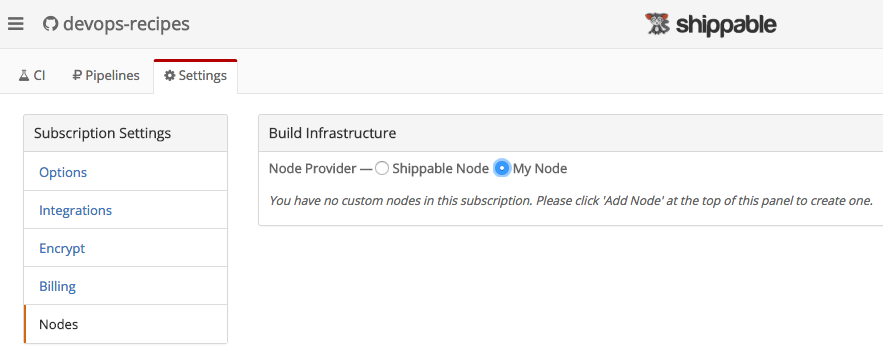 devops-recipes
shippable
CI
Pipelines
Settings
Subscription Settings
Options
Integrations
Encrypt
Billing
Nodes
Build Infrastructure
Node Provider — Shippable Node My Node
You have no custom nodes in this subscription. Please click 'Add Node' at the top of this panel to create one.